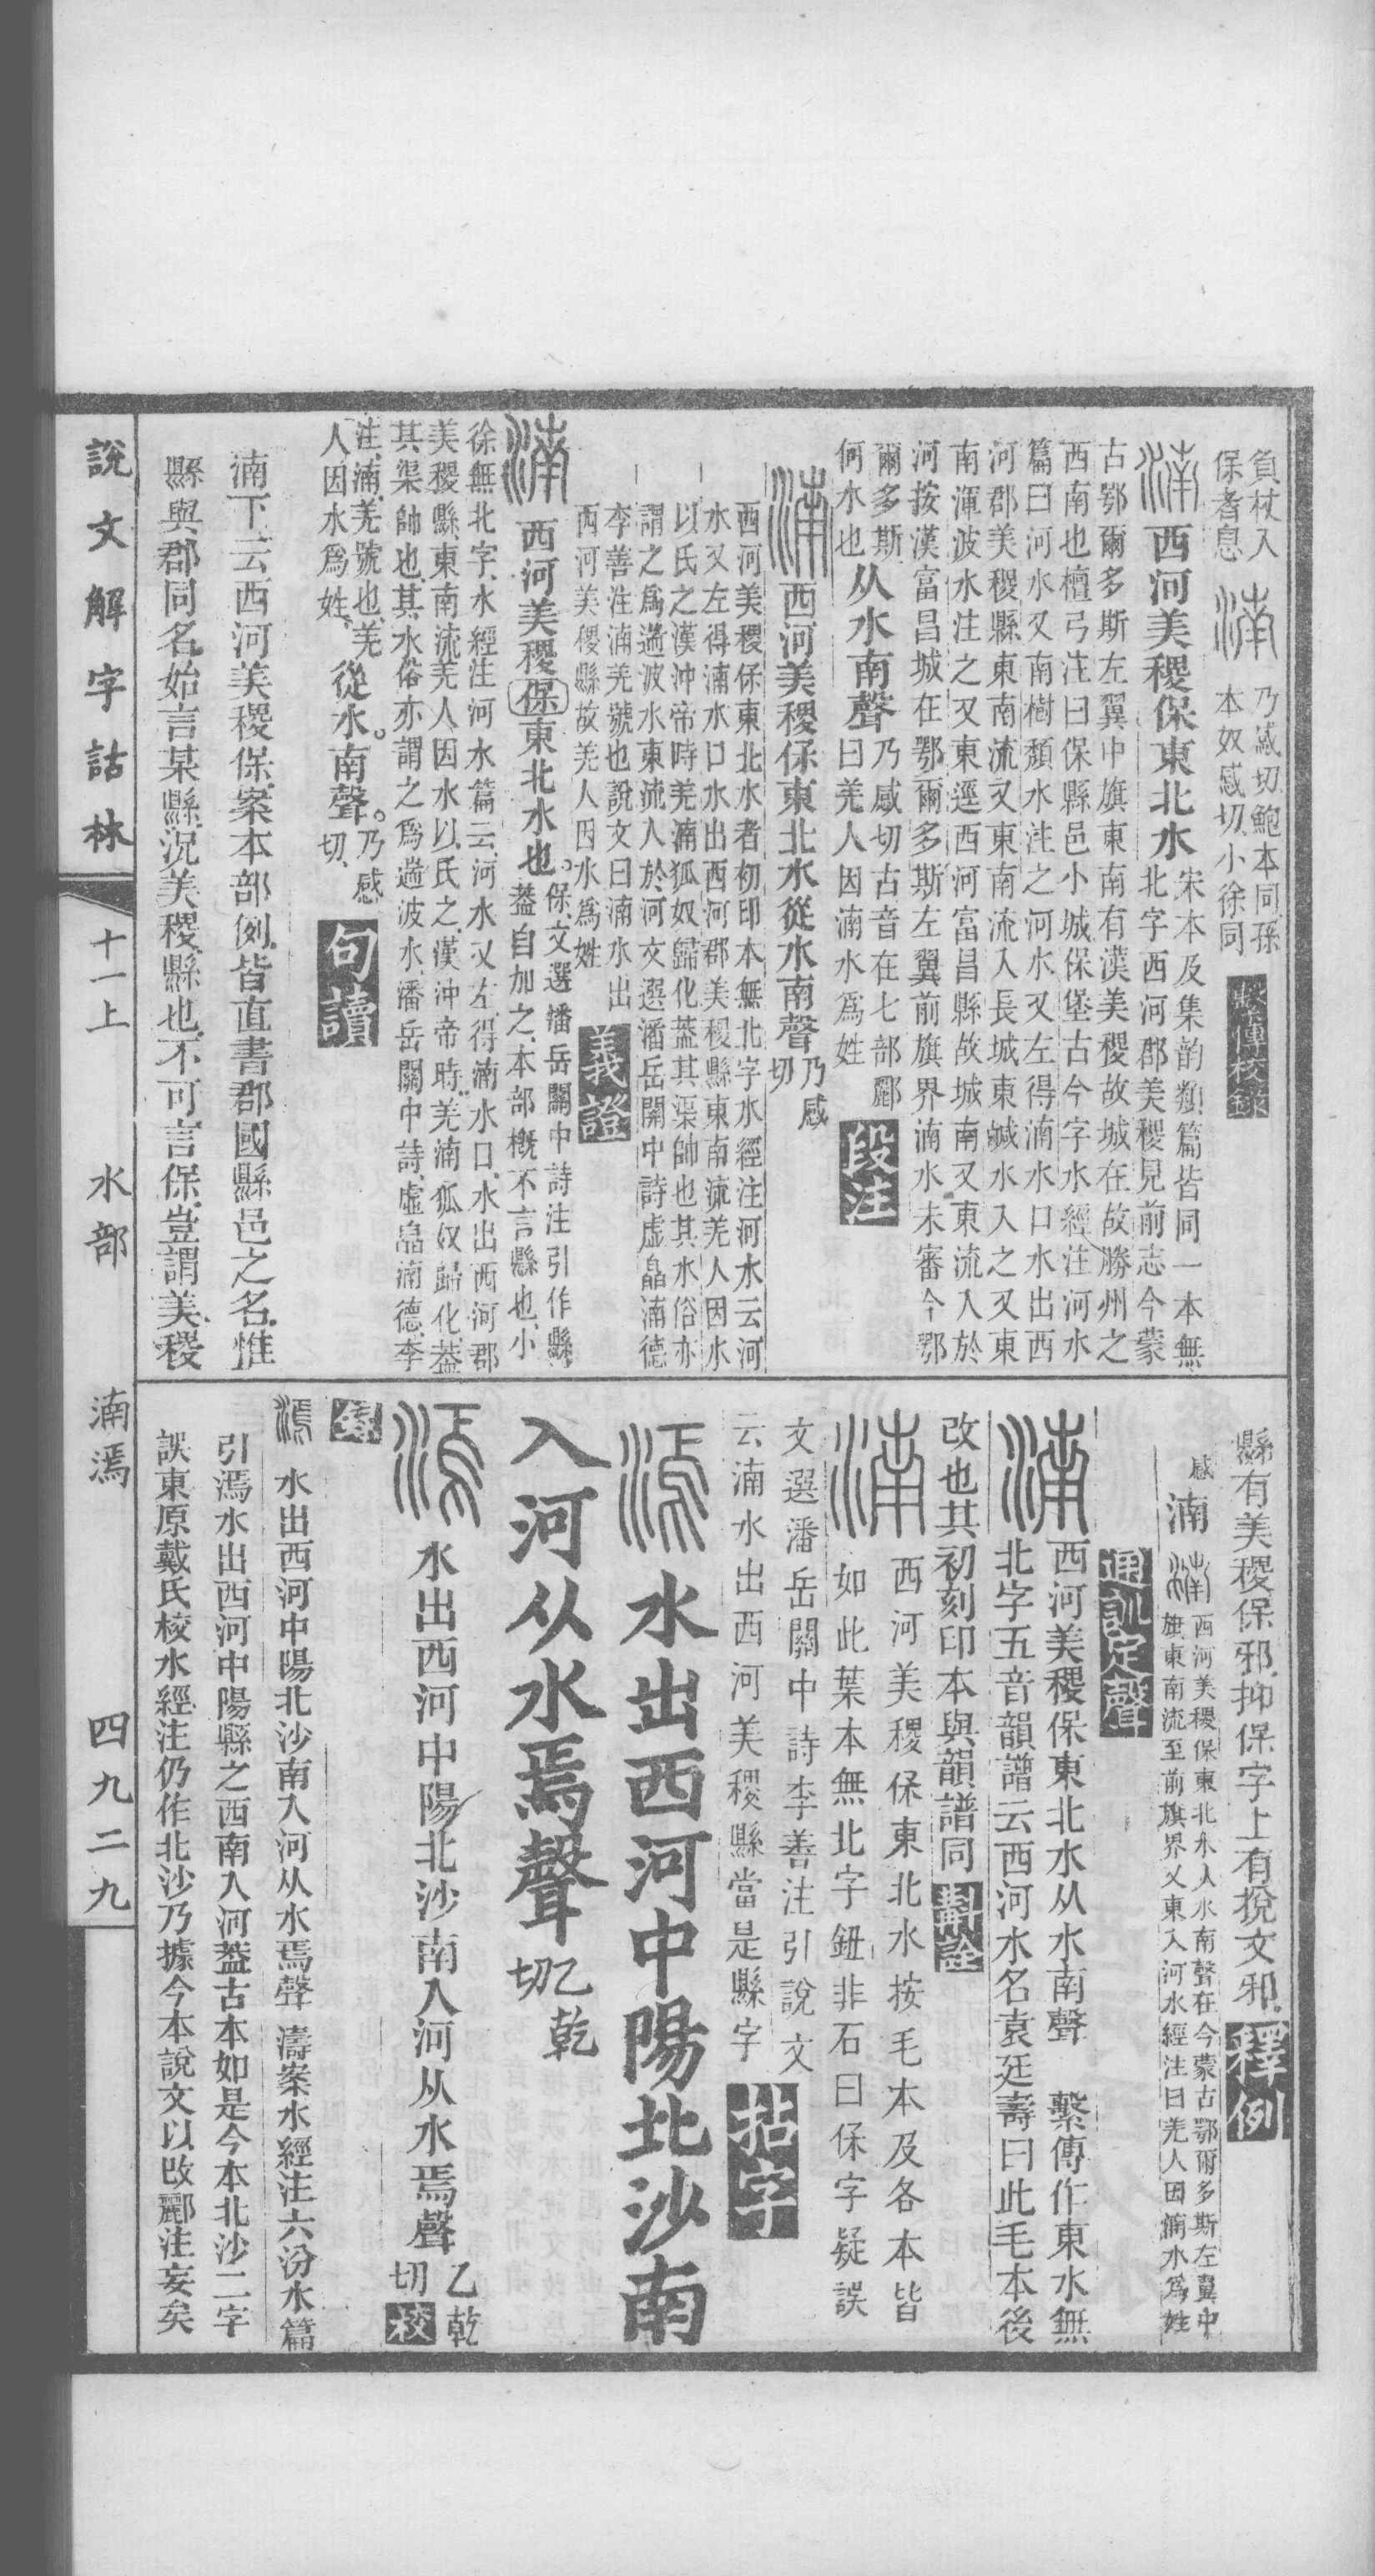 負杖入
保者息
湳
乃感切鮑本同孫
本奴感切小徐同
繫傳校錄
湳西河美稷保東北水
宋本及集韵類篇皆同一本無
北字西河郡美稷見前志今蒙
古鄂爾多斯左翼中旗東南有漢美稷故城在故勝州之
西南也檀弓注曰保縣邑小城保堡古今字水經注河水
篇曰河水又南樹頹水注之河水又左得湳水口水出西
河郡美稷縣東南流又東南流入長城東鹹水入之又東
南渾波水注之又東逕西河富昌縣故城南又東流入於
河按漢富昌城在鄂爾多斯左翼前旗界湳水未審今鄂
爾多斯
何水也
从水南聲
乃感切古音在七部酈
曰羌人因湳水爲姓
段注
湳西河美稷保東北水從水南聲
乃感
切
西河美稷保東北水者初印本無北字水經注河水云河
水又左得湳水口水出西河郡美稷縣東南流羌人因水
以氏之漢沖帝時羌湳狐奴歸化蓋其渠帥也其水俗亦
謂之爲遄波水東流入於河文選潘岳關中詩虛皛湳德
李善注湳羌號也說文曰湳水出
西河美稷縣故羌人因水爲姓
義證
湳西河美稷保東北水也。
保、文選潘岳關中詩注引作縣
葢自加之、本部槪不言縣也、小
徐無北字、水經注河水篇云、河水又左、得湳水口、水出西河郡
美稷縣、東南流、羌人因水以氏之、漢沖帝時、羌湳狐奴歸化、葢
其渠帥也、其水俗亦謂之爲遄波水、潘岳關中詩、虛皛湳德、李
注、湳、羌號也、羌
人因水爲姓、
從水。南聲。
乃感
切、
句讀
湳下云西河美稷保、案本部例、皆直書郡國縣邑之名、惟
縣與郡同名、始言某縣、況美稷、縣也、不可言保、豈謂美稷
縣有美稷保邪、抑保字上有挩文邪、
釋例
感
湳
湳
西河美稷保東北水从水南聲在今蒙古鄂爾多斯左翼中
旗東南流至前旗界又東入河水經注曰羌人因湳水爲姓
通訓定聲
湳
西河美稷保東北水从水南聲　繫傳作東水無
北字五音韻譜云西河水名袁廷壽曰此毛本後
改也其初刻印本與韻譜同
斠詮
湳
西河美稷保東北水按毛本及各本皆
如此葉本無北字鈕非石曰保字疑誤
文選潘岳關中詩李善注引說文
云湳水出西河美稷縣當是縣字
拈字
漹水出西河中陽北沙南
入河从水焉聲
乙乾
切
漹
水出西河中陽北沙南入河从水焉聲
乙乾
切
校
錄
漹
水出西河中陽北沙南入河从水焉聲　濤案水經注六汾水篇
引漹水出西河中陽縣之西南入河蓋古本如是今本北沙二字
誤東原戴氏校水經注仍作北沙乃據今本說文以改酈注妄矣
說文解字詁林
十一上
水部
湳漹
四九二九